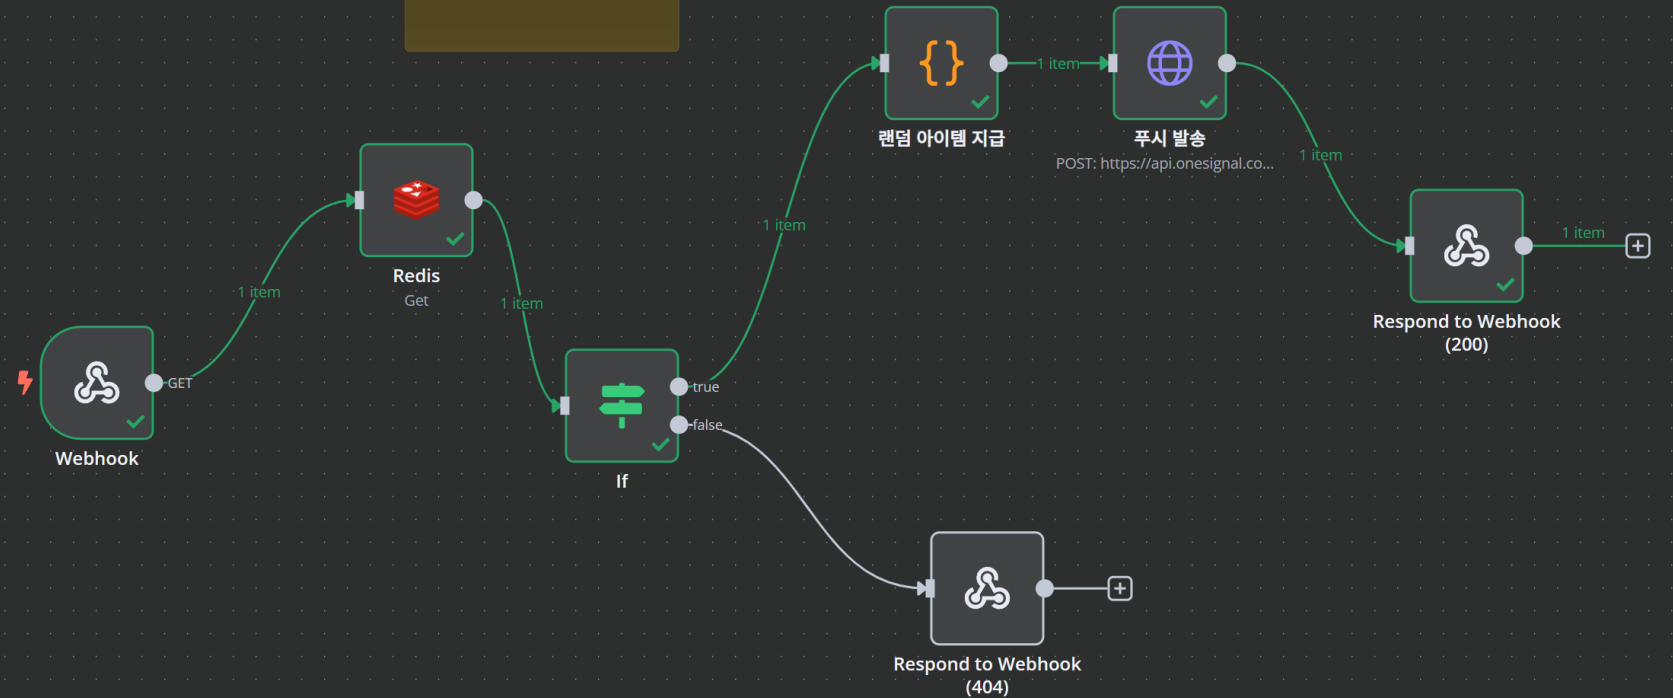 랜덤 아이템 지급
1 item
푸시 발송
POST: https://api.onesignal.co...
1 item
1 item
Redis
Get
1 item
1 item
1 item
Respond to Webhook
(200)
GET
Webhook
true
false
If
Respond to Webhook
(404)